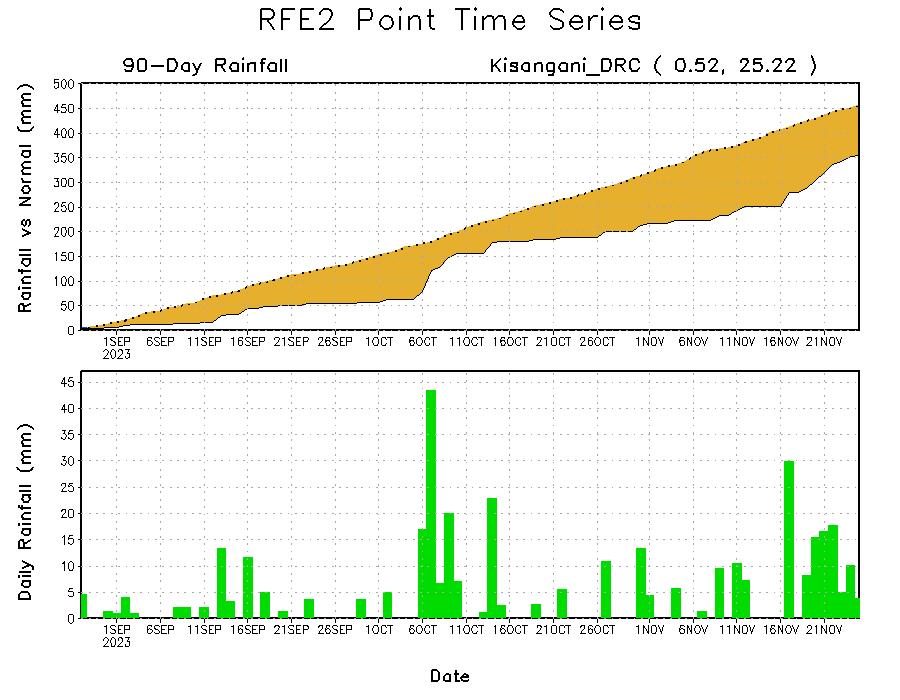 RFE2 Point Time Series
90-Day Rainfall
Kisangani_DRC ( 0.52, 25.22 )
Rainfall vs Normal (mm)
500
450
400
350
300
250
200
150
100
50
0
1SEP 6SEP 11SEP 16SEP 21SEP 26SEP 1OCT 6OCT 11OCT 16OCT 21OCT 26OCT 1NOV 6NOV 11NOV 16NOV 21NOV
2023
Daily Rainfall (mm)
45
40
35
30
25
20
15
10
5
0
1SEP 6SEP 11SEP 16SEP 21SEP 26SEP 1OCT 6OCT 11OCT 16OCT 21OCT 26OCT 1NOV 6NOV 11NOV 16NOV 21NOV
2023
Date